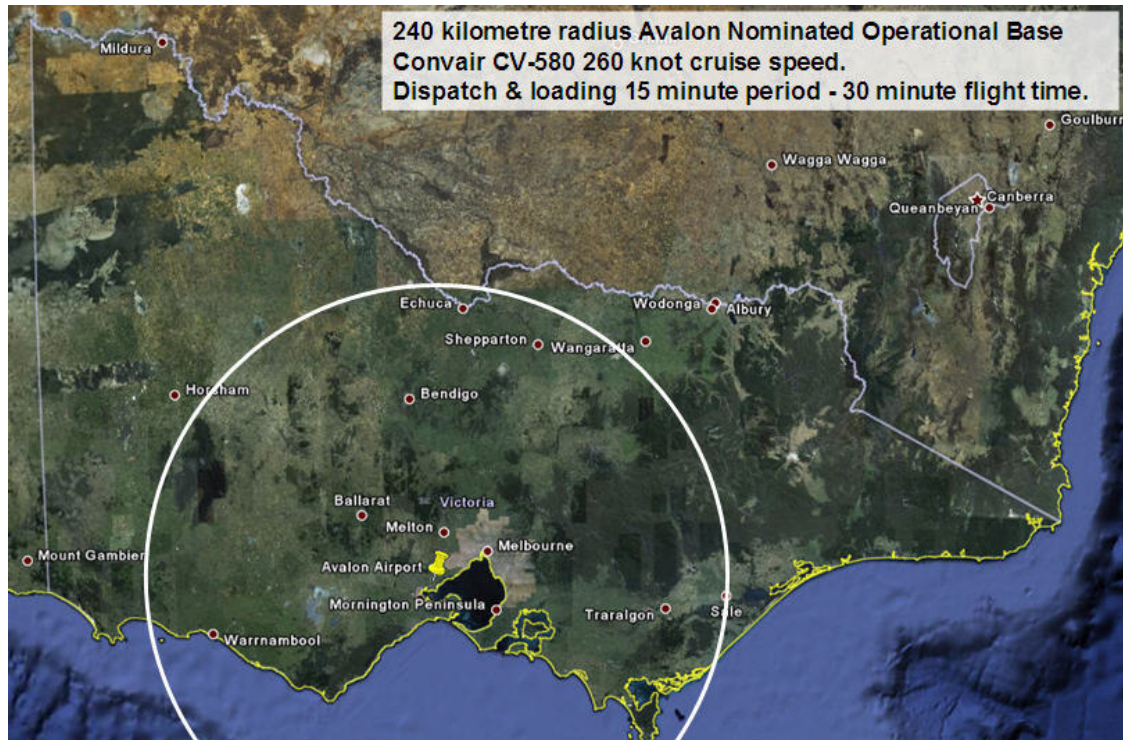 240 kilometre radius Avalon Nominated Operational Base
Convair CV-580 260 knot cruise speed.
Dispatch & loading 15 minute period - 30 minute flight time.
Mildura
Goulburn
Wagga Wagga
Canberra
Queanbeyan
Echuca
Wodonga
Albury
Shepparton
Wangaratta
Horsham
Bendigo
Ballarat
Victoria
Melton
Melbourne
Mount Gambier
Avalon Airport
Mornington Peninsula
Traralgon
Sale
Warrnambool